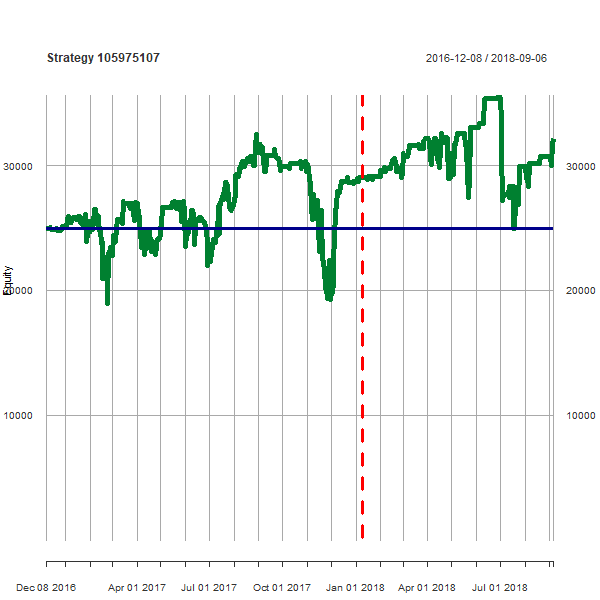 Strategy 105975107
2016-12-08 / 2018-09-06
30000
30000
Equity
20000
20000
10000
10000
Dec 08 2016
Apr 01 2017
Jul 01 2017
Oct 01 2017
Jan 01 2018
Apr 01 2018
Jul 01 2018